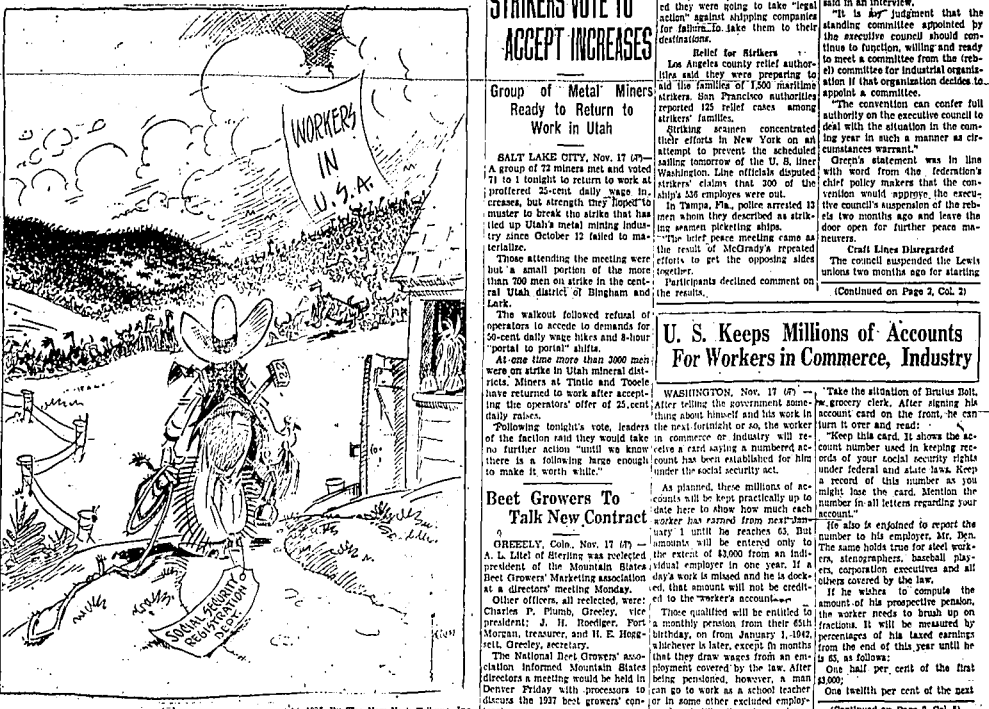 WORKERS
IN
U.S.A.
SOCIAL SECURITY
REGISTRATION
DEPT.
STRIKERS VOTE TO
ACCEPT INCREASES
Group of Metal Miners
Ready to Return to
Work in Utah
SALT LAKE CITY, Nov. 17 (AP)—
A group of 72 miners met and voted
71 to 1 tonight to return to work at
proffered 25-cent daily wage in-
creases, but strength they hoped to
muster to break the strike that has
tied up Utah's metal mining indus-
try since October 12 failed to ma-
terialize.
Those attending the meeting were
but a small portion of the more
than 700 men on strike in the cent-
ral Utah district of Bingham and
Lark.
The walkout followed refusal of
operators to accede to demands for
50-cent daily wage hikes and 8-hour
"portal to portal" shifts.
At one time more than 3000 men
were on strike in Utah mineral dist-
ricts. Miners at Tintic and Tooele
have returned to work after accept-
ing the operators' offer of 25-cent
daily raises.
Following tonight's vote, leaders
of the faction said they would take
no further action "until we know
there is a following large enough
to make it worth while."
Beet Growers To
Talk New Contract
GREELY, Colo., Nov. 17 (AP) —
A. L. Litel of Sterling was reelected
president of the Mountain States
Beet Growers' Marketing association
at a directors' meeting Monday.
Other officers, all reelected, were:
Charles P. Plumb, Greeley, vice
president; J. H. Roediger, Fort
Morgan, treasurer, and H. E. Hogg-
sett, Greeley, secretary.
The National Beet Growers' asso-
ciation informed Mountain States
directors a meeting would be held in
Denver Friday with processors to
discuss the 1937 beet growers' con-
ed they were going to take "legal
action" against shipping companies
for failure to take them to their
destinations.
Relief for Strikers
Los Angeles county relief author-
ities said they were preparing to
aid the families of 1,500 maritime
strikers. San Francisco authorities
reported 125 relief cases among
strikers' families.
Striking seamen concentrated
their efforts in New York on an
attempt to prevent the scheduled
sailing tomorrow of the U. S. liner
Washington. Line officials disputed
strikers' claims that 300 of the
ship's 536 employes were out.
In Tampa, Fla., police arrested 13
men whom they described as strik-
ing seamen picketing ships.
The brief peace meeting came as
the result of McGrady's repeated
efforts to get the opposing sides
together.
Participants declined comment on
the results.
said in an interview.
"It is my judgment that the
standing committee appointed by
the executive council should con-
tinue to function, willing and ready
to meet a committee from the (reb-
el) committee for industrial organiz-
ation if that organization decides to
appoint a committee.
"The convention can confer full
authority on the executive council to
deal with the situation in the com-
ing year in such a manner as cir-
cumstances warrant."
Green's statement was in line
with word from the federation's
chief policy makers that the con-
vention would approve the execu-
tive council's suspension of the reb-
els two months ago and leave the
door open for further peace ma-
neuvers.
Craft Lines Disregarded
The council suspended the Lewis
unions two months ago for starting
(Continued on Page 2, Col. 2)
U. S. Keeps Millions of Accounts
For Workers in Commerce, Industry
WASHINGTON, Nov. 17 (AP) —
After telling the government some-
thing about himself and his work in
the next fortnight or so, the worker
in commerce or industry will re-
ceive a card saying a numbered ac-
count has been established for him
under the social security act.
As planned, these millions of ac-
counts will be kept practically up to
date here to show how much each
worker has earned from next Jan-
uary 1 until he reaches 65. But
amounts will be entered only to
the extent of $3,000 from an indi-
vidual employer in one year. If a
day's work is missed and he is dock-
ed, that amount will not be credit-
ed to the worker's account.
Those qualified will be entitled to
a monthly pension from their 65th
birthday, on from January 1, 1942,
whichever is later, except in months
that they draw wages from an em-
ployment covered by the law. After
being pensioned, however, a man
can go to work as a school teacher
or in some other excluded employ-
Take the situation of Brutus Bolt,
grocery clerk. After signing his
account card on the front, he can
turn it over and read:
"Keep this card. It shows the ac-
count number used in keeping rec-
ords of your social security rights
under federal and state laws. Keep
a record of this number as you
might lose the card. Mention the
number in all letters regarding your
account."
He also is enjoined to report the
number to his employer, Mr. Ben.
The same holds true for steel work-
ers, stenographers, baseball play-
ers, corporation executives and all
others covered by the law.
If he wishes to compute the
amount of his prospective pension,
the worker needs to brush up on
fractions. It will be measured by
percentages of his taxed earnings
from the end of this year until he
is 65, as follows:
One half per cent of the first
$3,000;
One twelfth per cent of the next